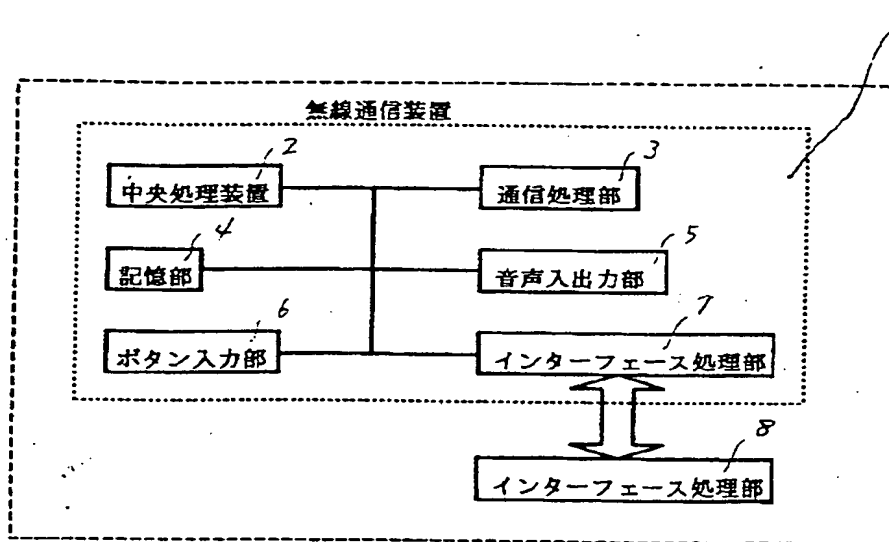 無線通信装置
2
中央処理装置
3
通信処理部
4
記憶部
5
音声入出力部
6
ボタン入力部
7
インターフェース処理部
8
インターフェース処理部